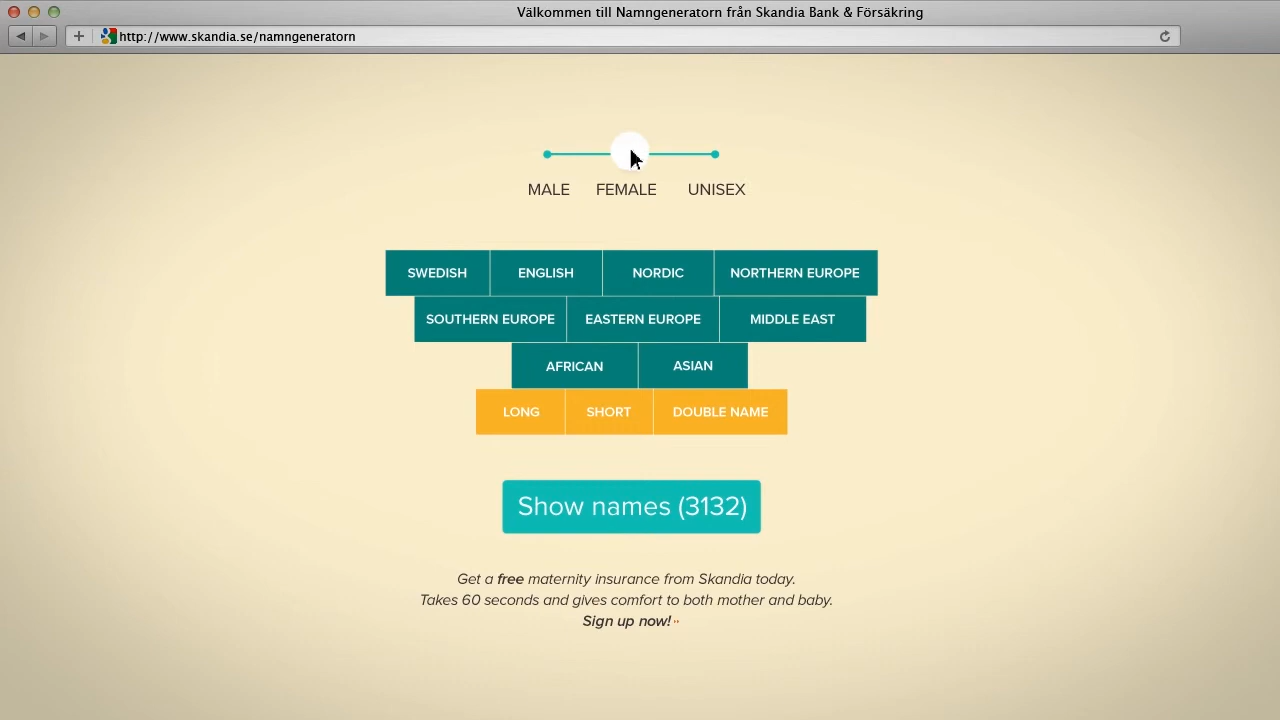 Välkommen till Namngeneratorn från Skandia Bank & Försäkring
http://www.skandia.se/namngeneratorn
MALE FEMALE UNISEX
SWEDISH ENGLISH NORDIC NORTHERN EUROPE
SOUTHERN EUROPE EASTERN EUROPE MIDDLE EAST
AFRICAN ASIAN
LONG SHORT DOUBLE NAME
Show names (3132)
Get a free maternity insurance from Skandia today.
Takes 60 seconds and gives comfort to both mother and baby.
Sign up now!